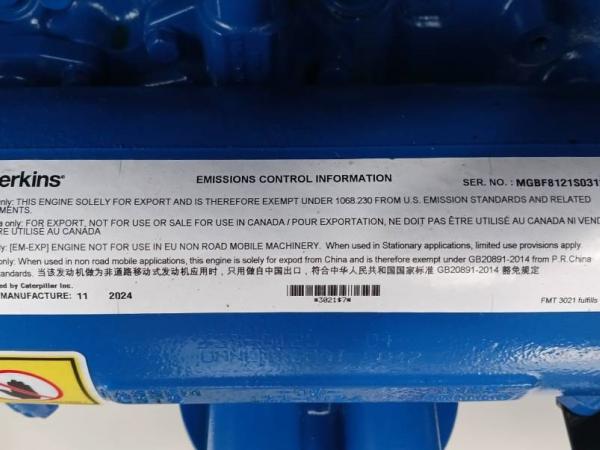 erkins®
EMISSIONS CONTROL INFORMATION
SER. NO. : MGBF8121S031
only: THIS ENGINE SOLELY FOR EXPORT AND IS THEREFORE EXEMPT UNDER 1068.230 FROM U.S. EMISSION STANDARDS AND RELATED
MENTS.
only: FOR EXPORT, NOT FOR USE OR SALE FOR USE IN CANADA / POUR EXPORTATION, NE DOIT PAS ÊTRE UTILISÉ AU CANADA NI VEN
RE UTILISÉ AU CANADA
[EM-EXP] ENGINE NOT FOR USE IN EU NON ROAD MOBILE MACHINERY. When used in Stationary applications, limited use provisions apply
only: When used in non road mobile applications, this engine is solely for export from China and is therefore exempt under GB20891-2014 from P.R.China
standards. 当该发动机做为非道路移动式发动机应用时，只用做自中国出口，符合中华人民共和国国家标准 GB20891-2014 豁免规定
ed by Caterpillar Inc.
MANUFACTURE: 11 2024
*3021$7*
FMT 3021 fulfills